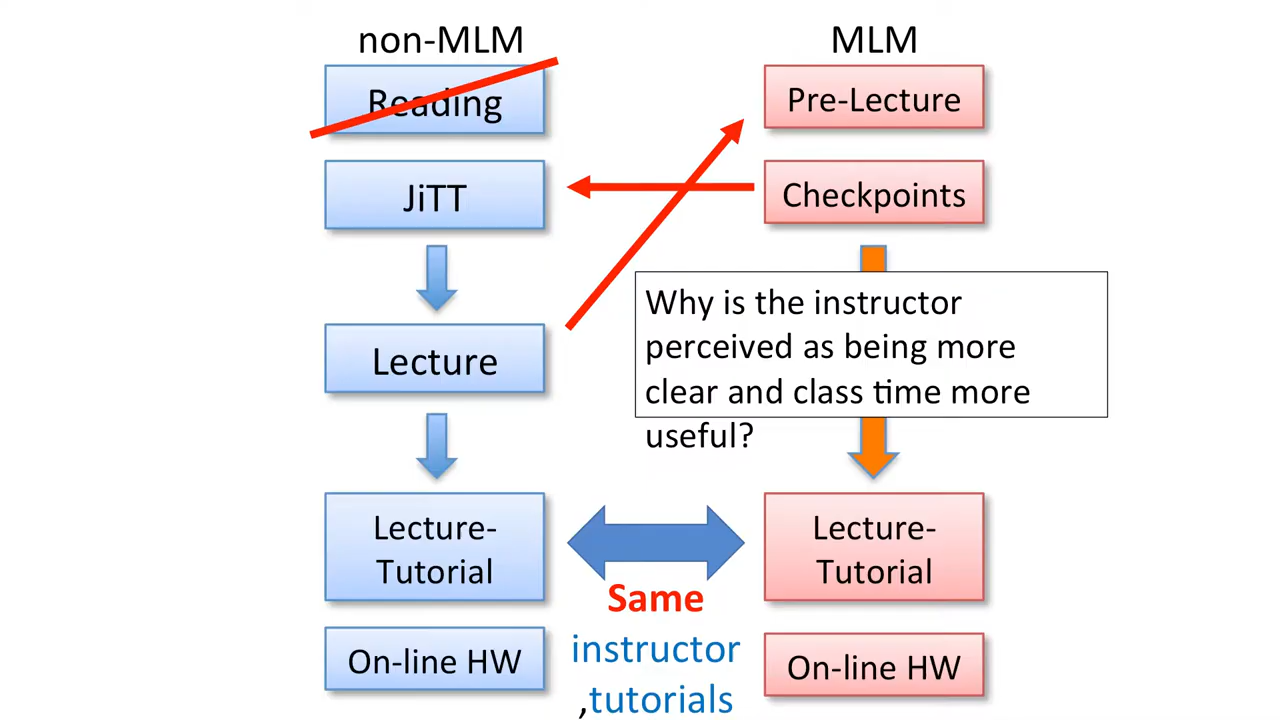 non-MLM
MLM
Reading
Pre-Lecture
JiTT
Checkpoints
Why is the instructor
perceived as being more
clear and class time more
useful?
Lecture
Lecture-
Tutorial
Lecture-
Tutorial
Same
instructor
,tutorials
On-line HW
On-line HW